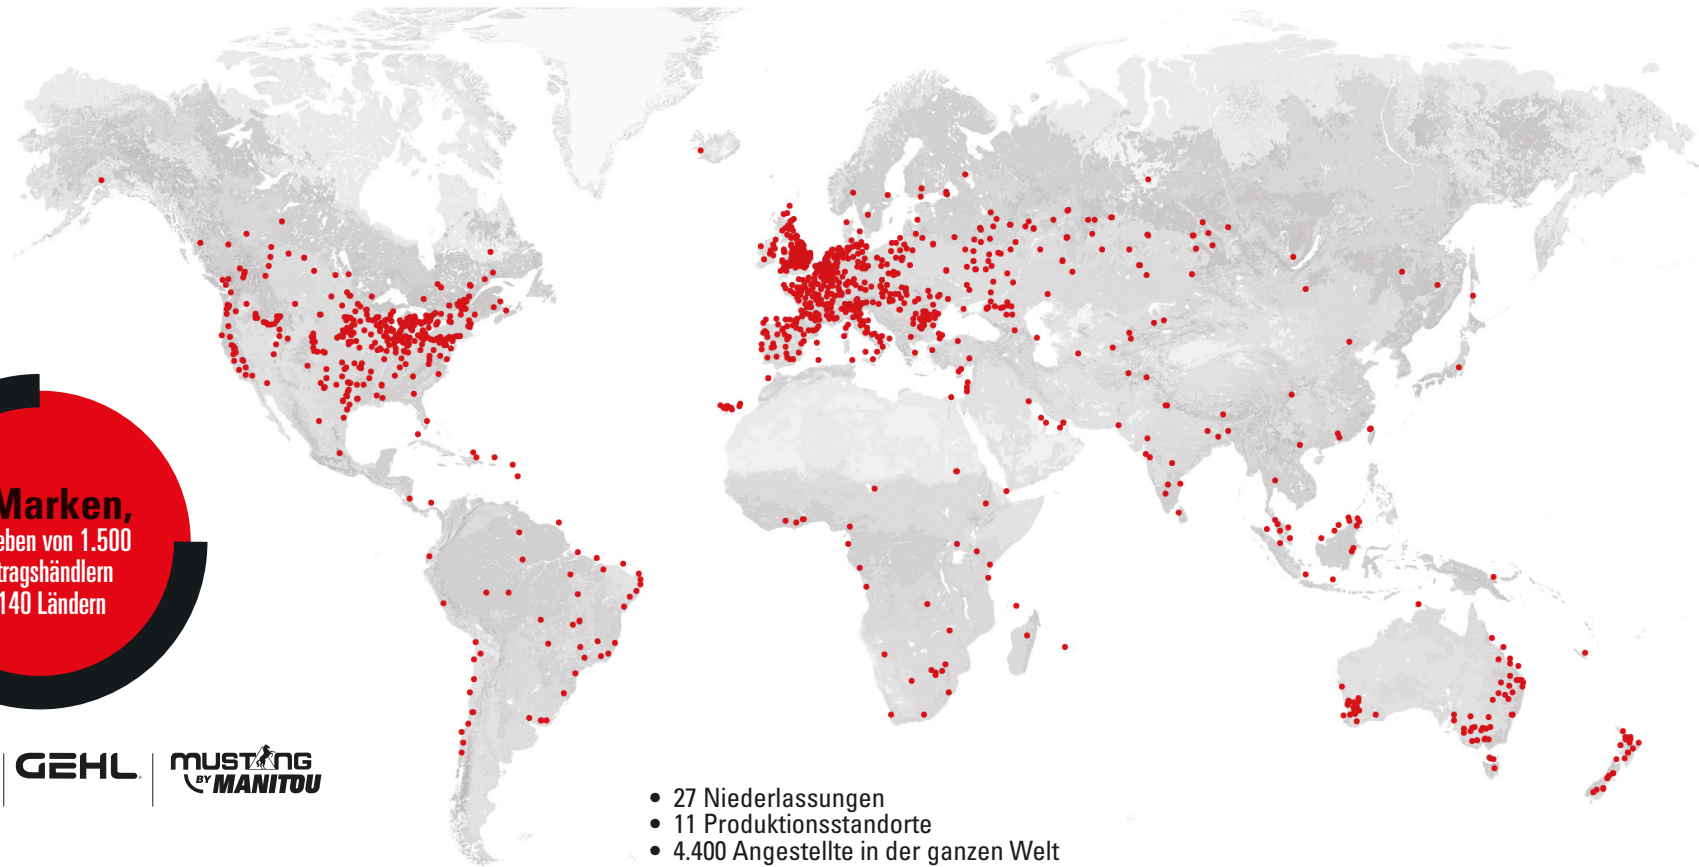 Marken,
eben von 1.500
tragshändlern
140 Ländern
GEHL
MUSTANG
BY MANITOU
• 27 Niederlassungen
• 11 Produktionsstandorte
• 4.400 Angestellte in der ganzen Welt